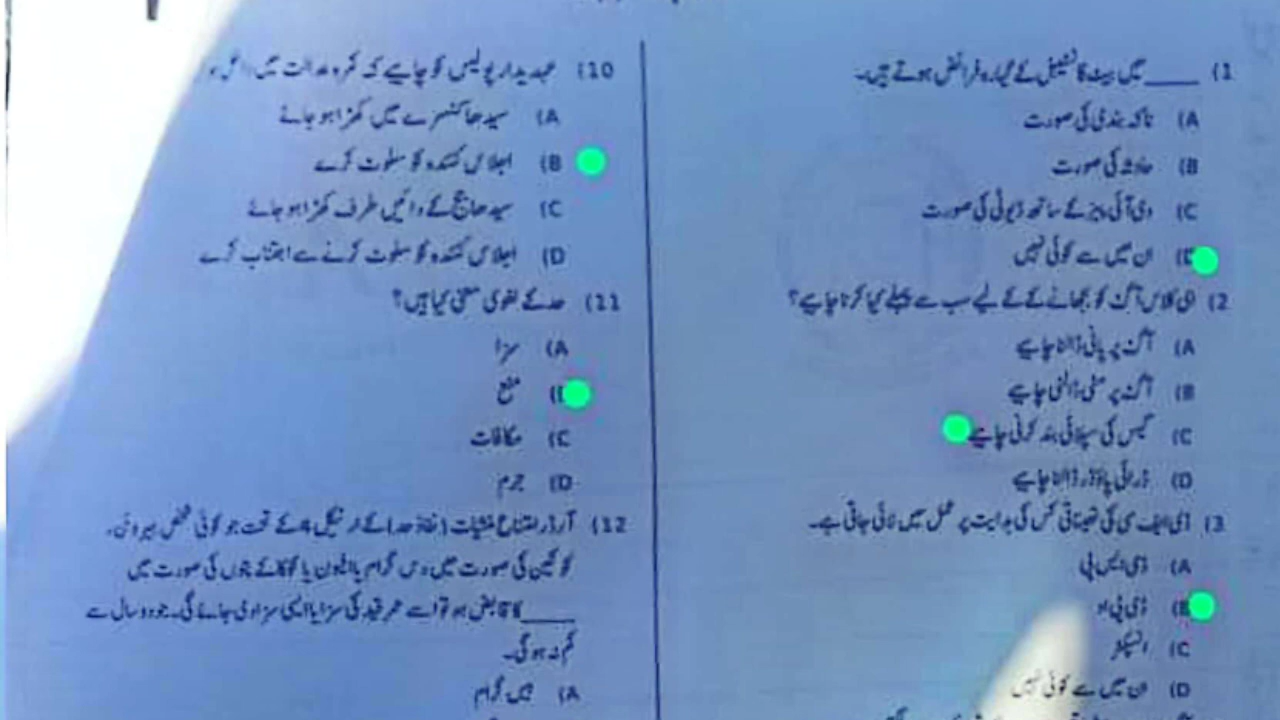 1) ____ میں بیٹ کانسٹیبل کے گیارہ فرائض ہوتے ہیں۔
A) ناکہ بندی کی صورت
B) حادثہ کی صورت
C) وی آئی پیز کے ساتھ ڈیوٹی کی صورت
D) ان میں سے کوئی نہیں
2) کلاس آگ کو بجھانے کے لیے سب سے پہلے کیا کرنا چاہیے؟
A) آگ پر پانی ڈالنا چاہیے
B) آگ پر مٹی ڈالنی چاہیے
C) گیس کی سپلائی بند کرنی چاہیے
D) ڈرائی پاؤڈر ڈالنا چاہیے
3) ڈی ایف سی کی تعیناتی کس کی ہدایت پر عمل میں لائی جاتی ہے۔
A) ڈی ایس پی
B) ڈی پی او
C) انسپکٹر
D) ان میں سے کوئی نہیں
10) عہدیدار پولیس کو چاہیے کہ کمرہ عدالت میں
A) سیدھا کٹہرے میں کھڑا ہو جائے
B) اجلاس کنندہ کو سلوٹ کرے
C) سیدھا جج کے دائیں طرف کھڑا ہو جائے
D) اجلاس کنندہ کو سلوٹ کرنے سے اجتناب کرے
11) حد کے لغوی معنی کیا ہیں؟
A) سزا
B) منع
C) مکافات
D) جرم
12) آرڈر امتناع منشیات (نفاذ حد) کے آرٹیکل 4 کے تحت جو کوئی شخص ہیروئن،
کوکین کی صورت میں دس گرام یا افیون یا کوکا کے پتوں کی صورت میں
____ کا قابض ہو تو اسے عمر قید کی سزا یا ایسی سزا دی جائے گی۔ جو دو سال سے
کم نہ ہو گی۔
A) بیس گرام